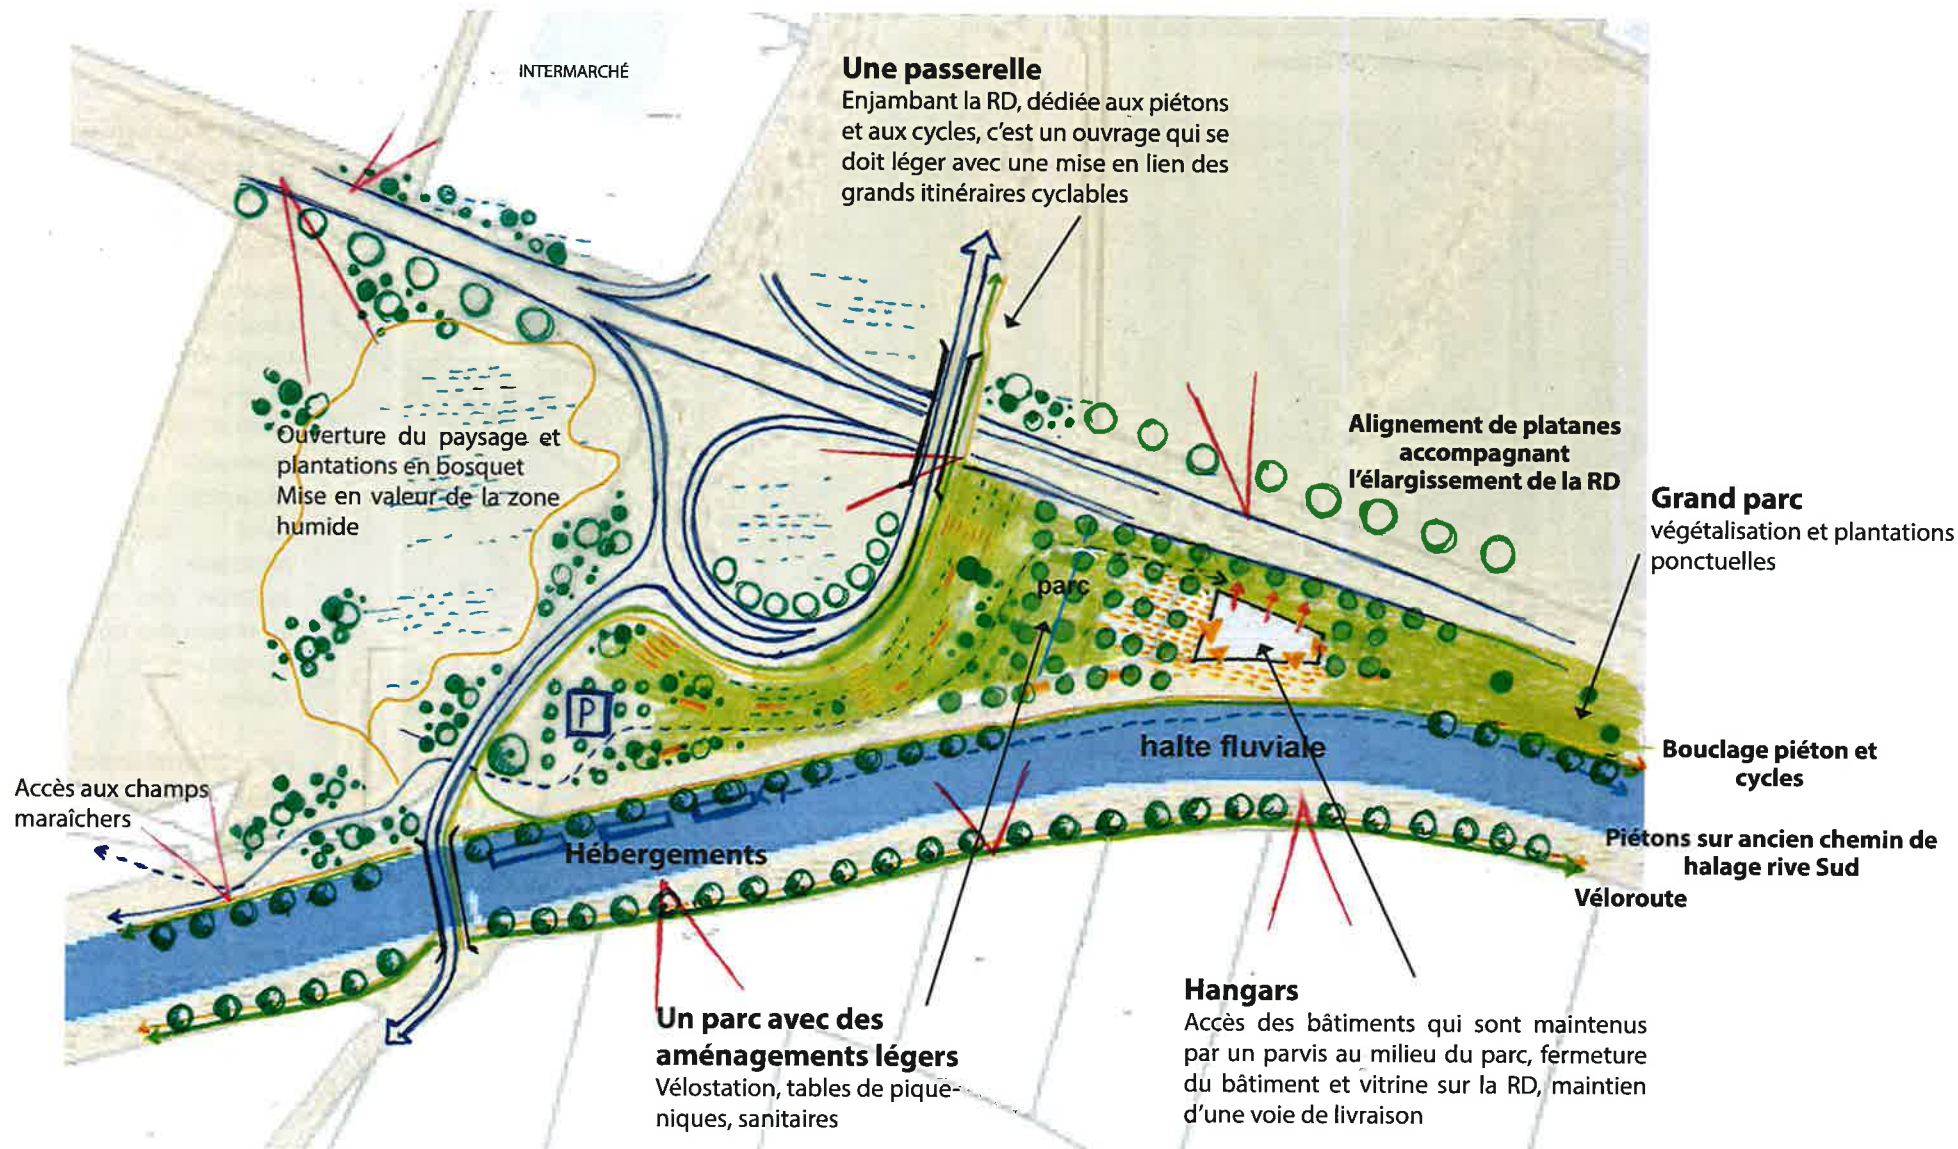 INTERMARCHÉ
Une passerelle
Enjambant la RD, dédiée aux piétons
et aux cycles, c'est un ouvrage qui se
doit léger avec une mise en lien des
grands itinéraires cyclables
Ouverture du paysage et
plantations en bosquet
Mise en valeur de la zone
humide
Alignement de platanes
accompagnant
l'élargissement de la RD
Grand parc
végétalisation et plantations
ponctuelles
parc
P
halte fluviale
Bouclage piéton et
cycles
Accès aux champs
maraîchers
Hébergements
Piétons sur ancien chemin de
halage rive Sud
Véloroute
Un parc avec des
aménagements légers
Vélostation, tables de pique-
niques, sanitaires
Hangars
Accès des bâtiments qui sont maintenus
par un parvis au milieu du parc, fermeture
du bâtiment et vitrine sur la RD, maintien
d'une voie de livraison